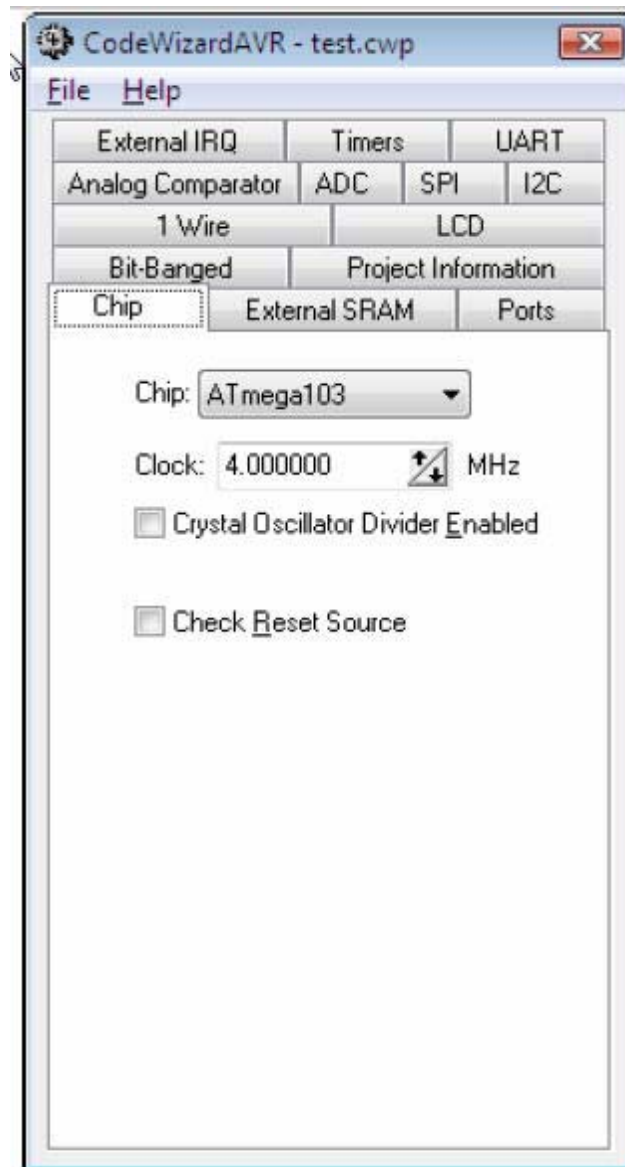 CodeWizardAVR - test.cwp
File Help
External IRQ Timers UART
Analog Comparator ADC SPI I2C
1 Wire LCD
Bit-Banged Project Information
Chip External SRAM Ports
Chip: ATmega103
Clock: 4.000000 MHz
Crystal Oscillator Divider Enabled
Check Reset Source